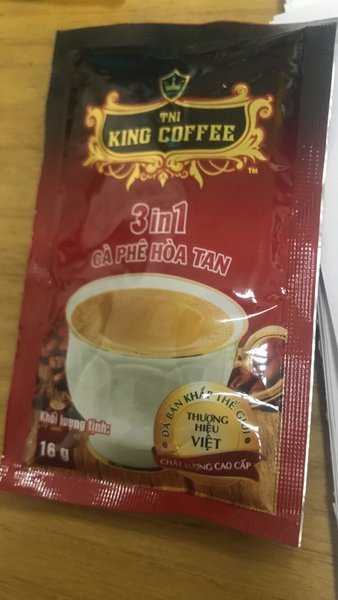 TNI
KING COFFEE
™
3in1
CÀ PHÊ HÒA TAN
ĐÃ BÁN KHẮP THẾ GIỚI
THƯƠNG
HIỆU
VIỆT
CHẤT LƯỢNG CAO CẤP
Khối lượng tịnh:
16 g